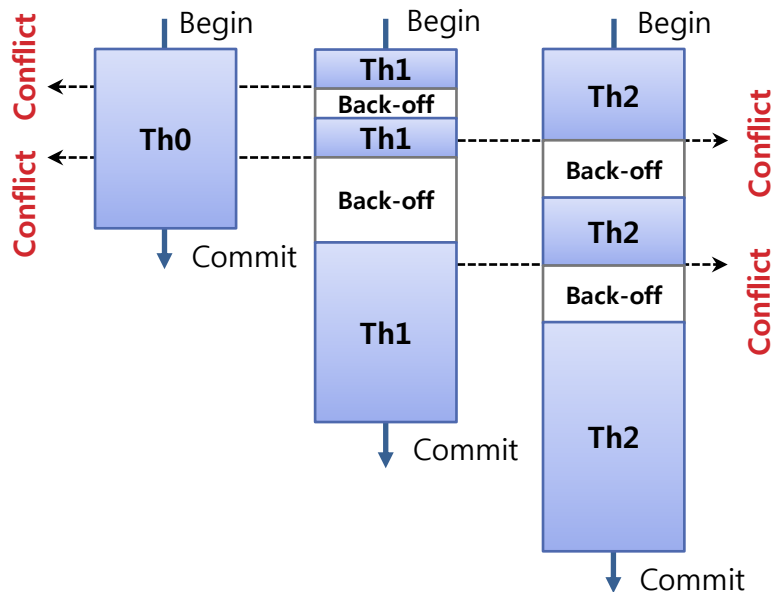 Begin
Begin
Begin
Conflict
Th1
Back-off
Th2
Th0
Th1
Conflict
Conflict
Back-off
Back-off
Th2
Commit
Conflict
Back-off
Th1
Th2
Commit
Commit